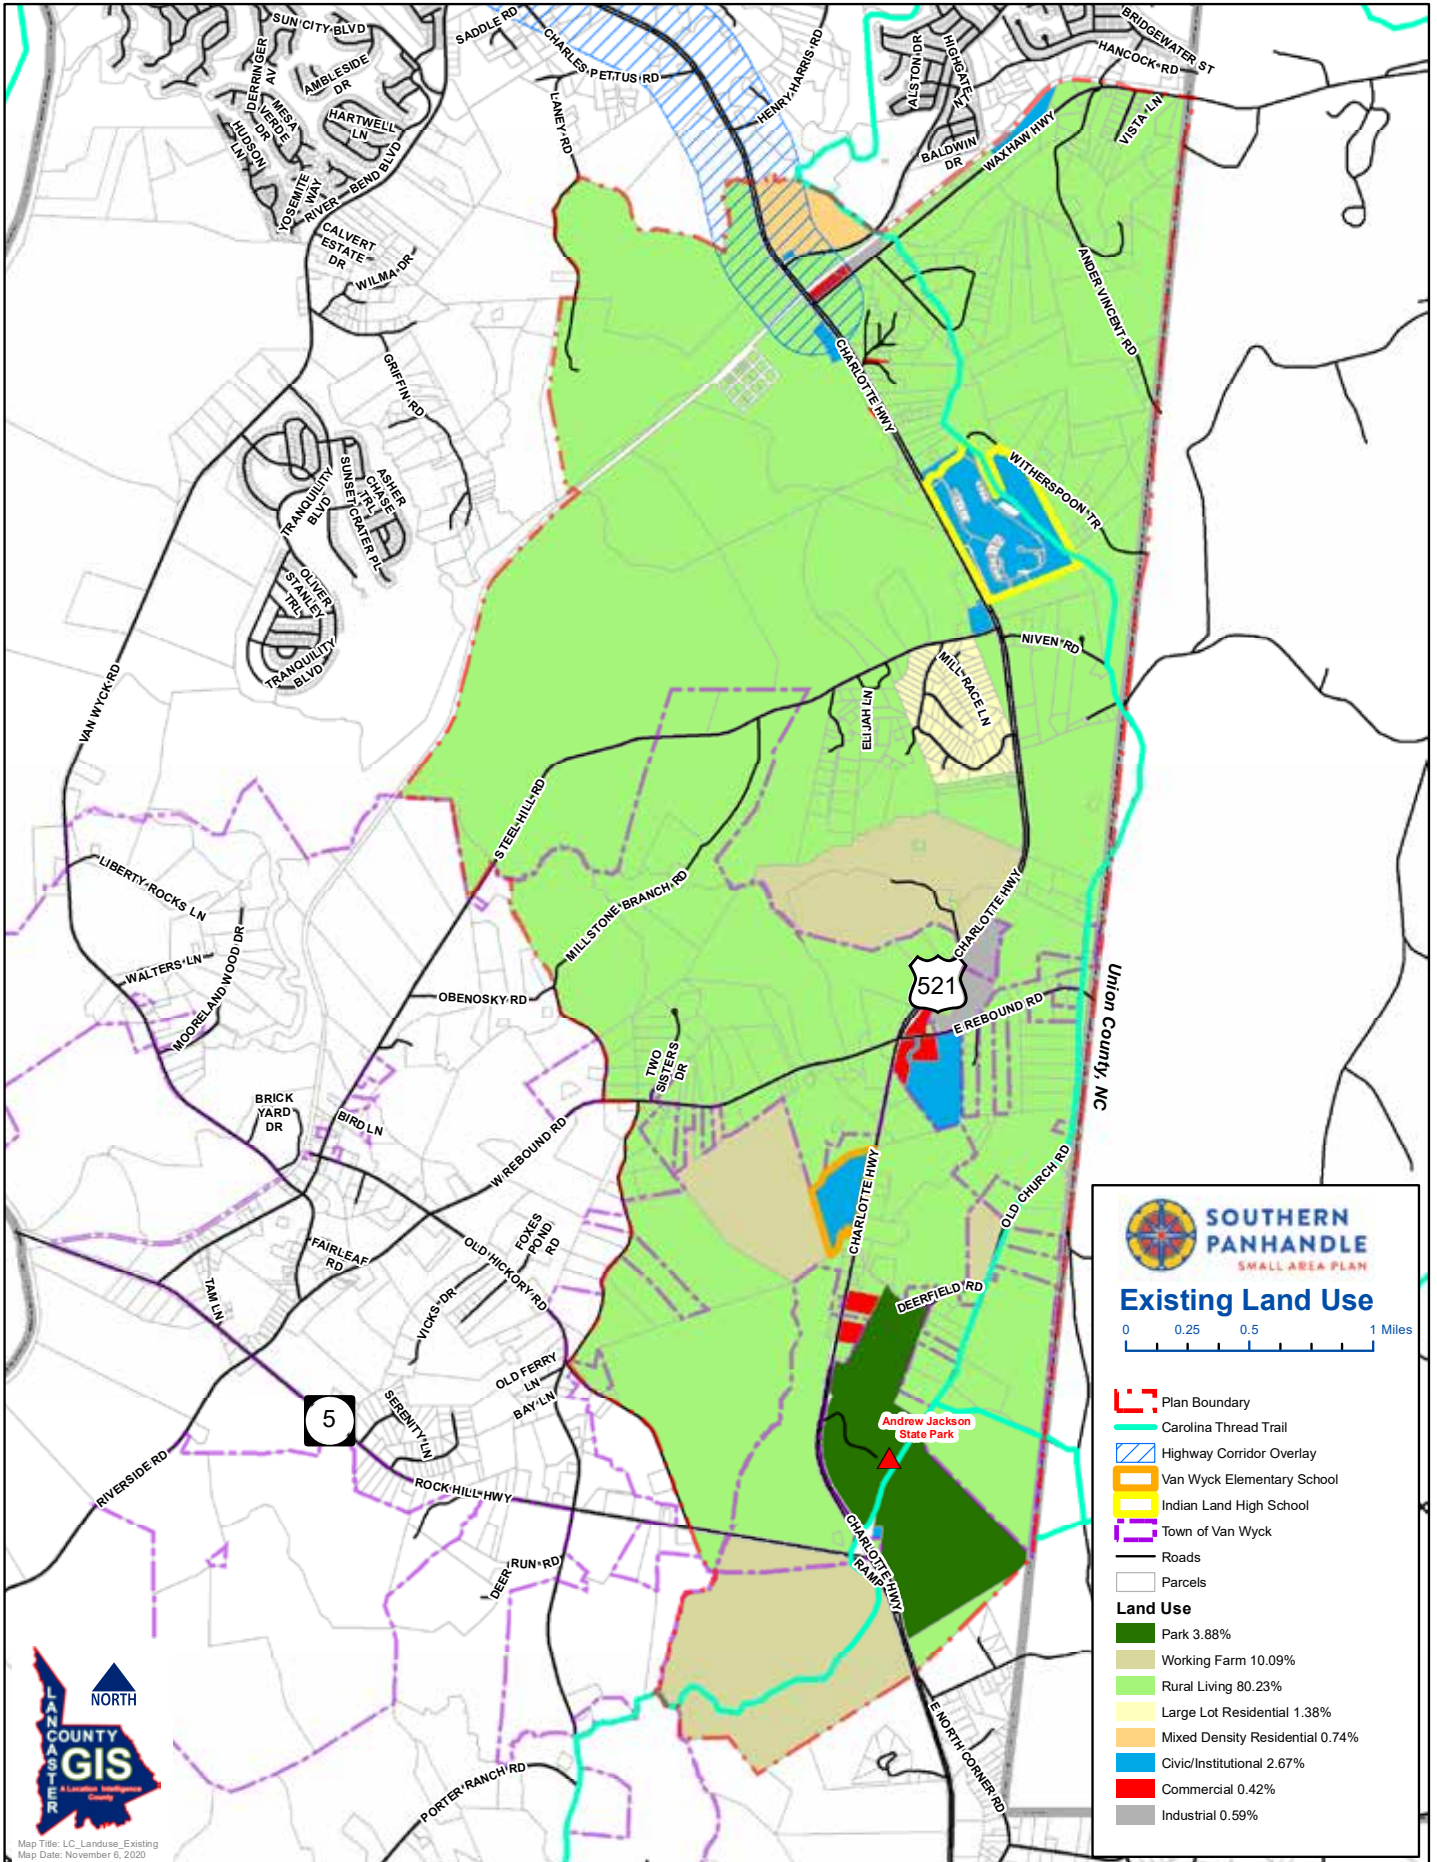 SUN CITY BLVD
SADDLE RD
CHARLES PETTUS RD
HENRY HARRIS RD
ALSTON DR
HIGHGATE LN
BRIDGEWATER ST
HANCOCK RD
DERRINGER
AV
AMBLESIDE
DR
MESA
VERDE
DR
HARTWELL
LN
HUDSON
LN
LANEY RD
BALDWIN
DR
WAXHAW HWY
VISTA LN
YOSEMITE
WAY
RIVER BEND BLVD
CALVERT
ESTATE
DR
WILMA DR
ANDER VINCENT RD
GRIFFIN RD
CHARLOTTE HWY
TRANQUILITY
BLVD
SUNSET CRATER PL
ASHER
CHASE
TRL
WITHERSPOON TR
OLIVER
STANLEY
TRL
TRANQUILITY
BLVD
NIVEN RD
MILL RACE LN
ELIJAH LN
VAN WYCK RD
STEEL HILL RD
LIBERTY ROCKS LN
MILLSTONE BRANCH RD
CHARLOTTE HWY
WALTERS LN
MOORELAND WOOD DR
OBENOSKY RD
521
E REBOUND RD
Union County, NC
TWO
SISTERS
DR
BRICK
YARD
DR
BIRD LN
W REBOUND RD
CHARLOTTE HWY
OLD CHURCH RD
FAIRLEAF
RD
FOXES
POND
RD
OLD HICKORY RD
TAM LN
VICKS DR
DEERFIELD RD
OLD FERRY
LN
BAY LN
SERENITY LN
5
Andrew Jackson
State Park
RIVERSIDE RD
ROCK HILL HWY
CHARLOTTE HWY
RAMP
DEER RUN RD
E NORTH CORNER RD
PORTER RANCH RD
SOUTHERN
PANHANDLE
SMALL AREA PLAN
Existing Land Use
0 0.25 0.5 1 Miles
Plan Boundary
Carolina Thread Trail
Highway Corridor Overlay
Van Wyck Elementary School
Indian Land High School
Town of Van Wyck
Roads
Parcels
Land Use
Park 3.88%
Working Farm 10.09%
Rural Living 80.23%
Large Lot Residential 1.38%
Mixed Density Residential 0.74%
Civic/Institutional 2.67%
Commercial 0.42%
Industrial 0.59%
NORTH
LANCASTER
COUNTY
GIS
A Location Intelligence
County
Map Title: LC_Landuse_Existing
Map Date: November 6, 2020